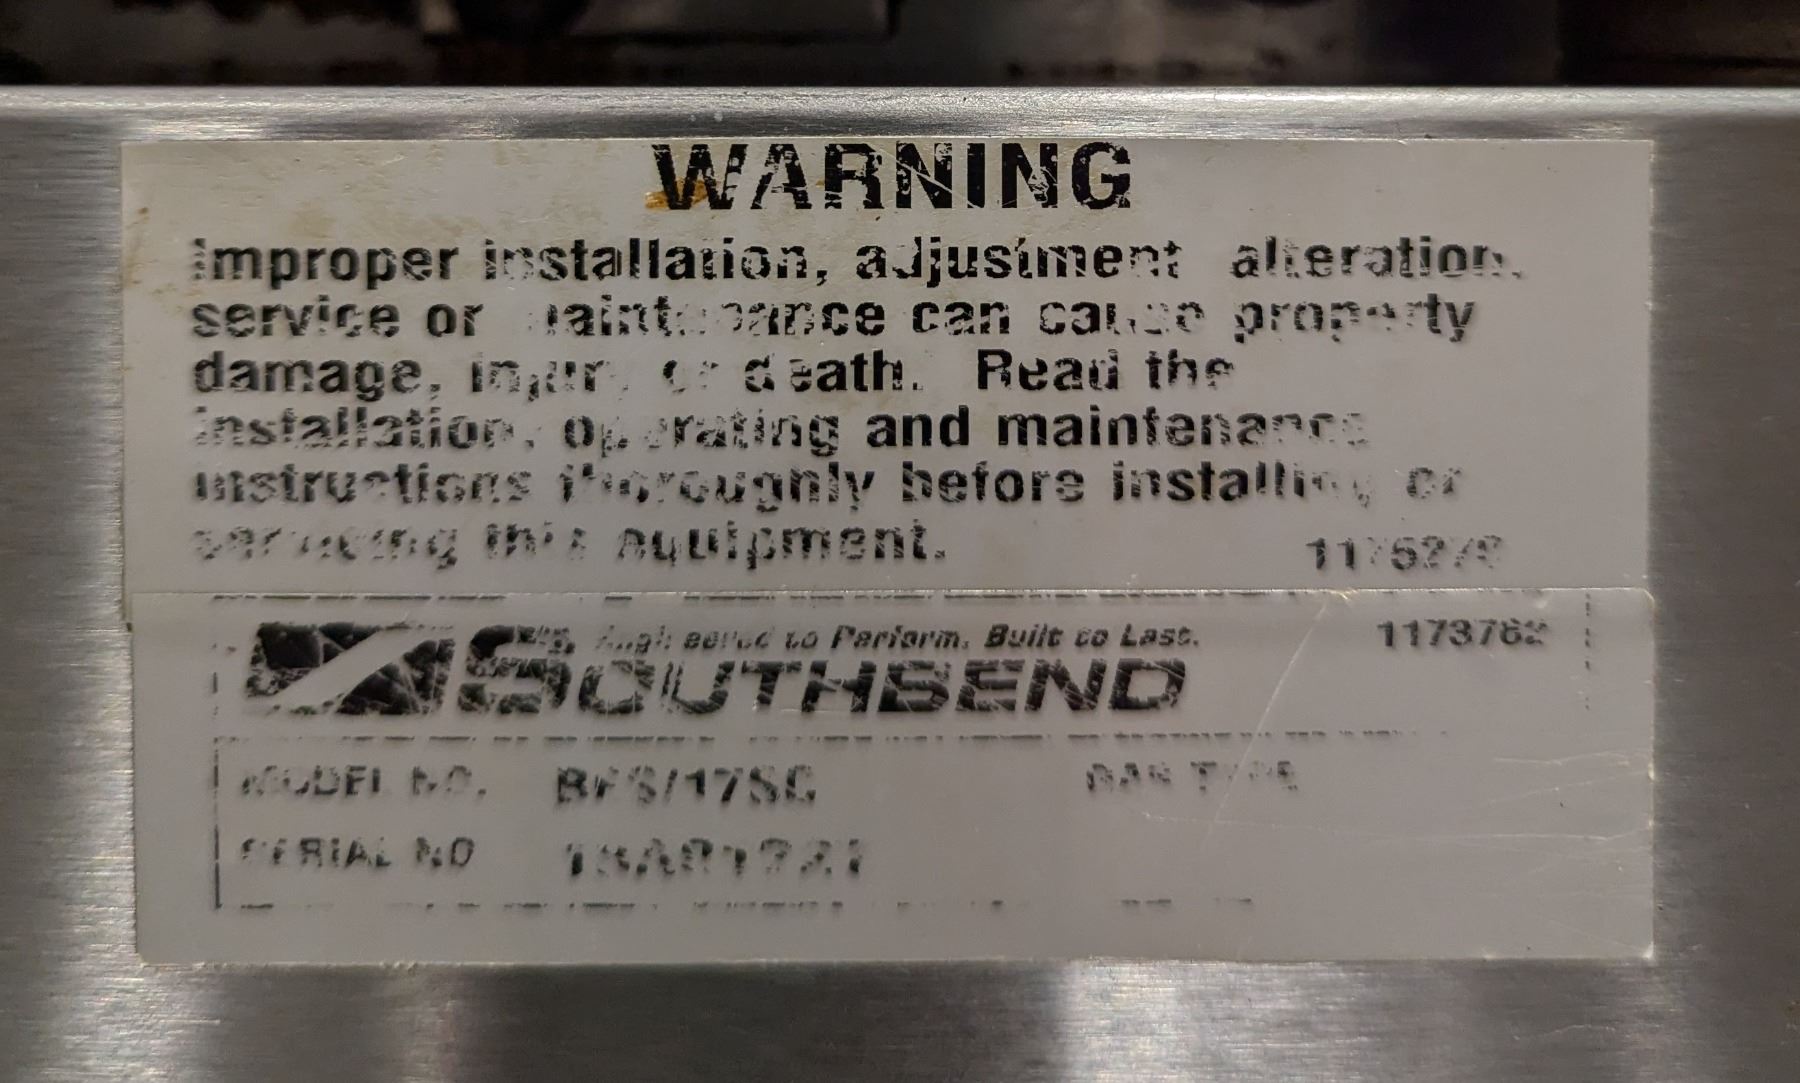 WARNING
Improper installation, adjustment alteration,
service or maintenance can cause property
damage, injury or death. Read the
installation, operating and maintenance
instructions thoroughly before installing or
servicing this equipment.
Engineered to Perform. Built to Last. 1173762
SOUTHBEND
MODEL NO. GAS TYPE
SERIAL NO